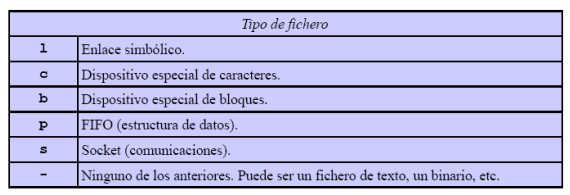 Tipo de fichero
l Enlace simbólico.
c Dispositivo especial de caracteres.
b Dispositivo especial de bloques.
p FIFO (estructura de datos).
s Socket (comunicaciones).
- Ninguno de los anteriores. Puede ser un fichero de texto, un binario, etc.